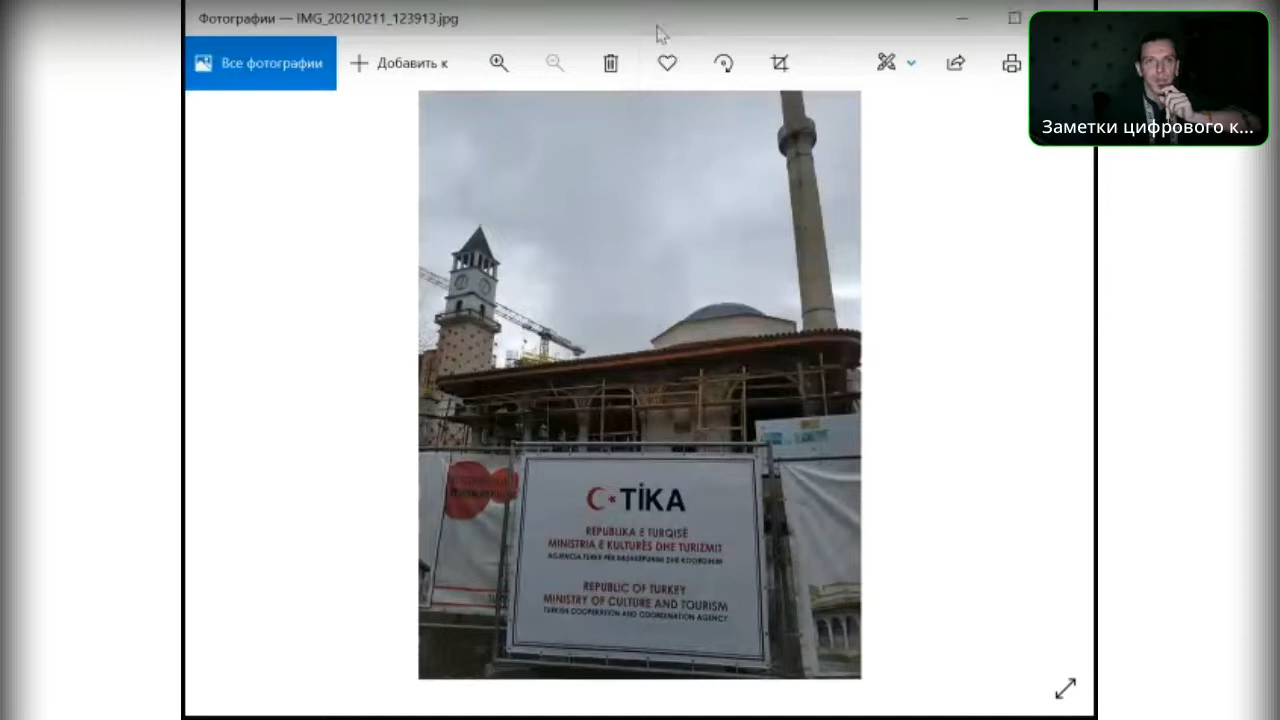 Фотографии — IMG_20210211_123913.jpg
Все фотографии
Добавить к
Заметки цифрового к...
TİKA
REPUBLIKA E TURQISË
MINISTRIA E KULTURËS DHE TURIZMIT
REPUBLIC OF TURKEY
MINISTRY OF CULTURE AND TOURISM
TURKISH COOPERATION AND COORDINATION AGENCY